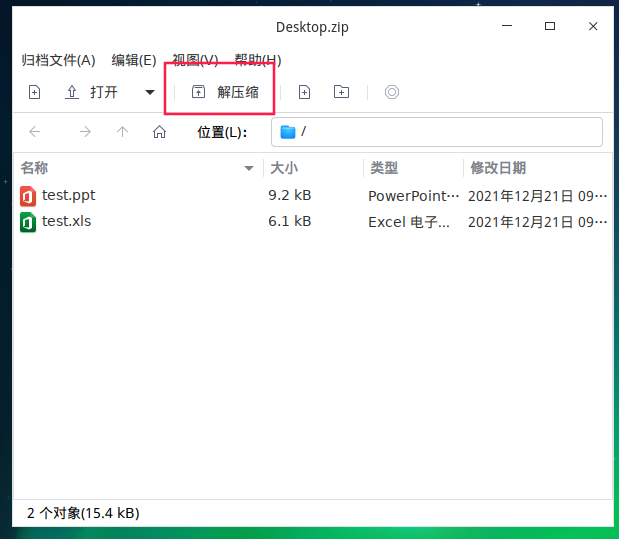 Desktop.zip
归档文件(A) 编辑(E) 视图(V) 帮助(H)
打开 解压缩
位置(L): /
名称 大小 类型 修改日期
test.ppt 9.2 kB PowerPoint… 2021年12月21日 09…
test.xls 6.1 kB Excel 电子... 2021年12月21日 09…
2 个对象(15.4 kB)